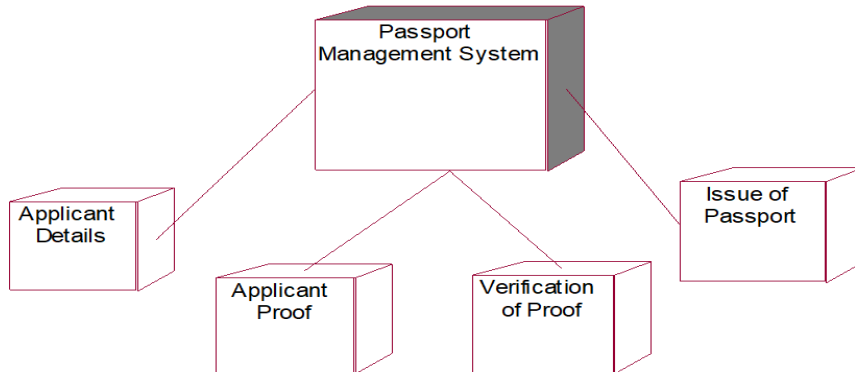 Passport
Management System
Applicant
Details
Applicant
Proof
Verification
of Proof
Issue of
Passport